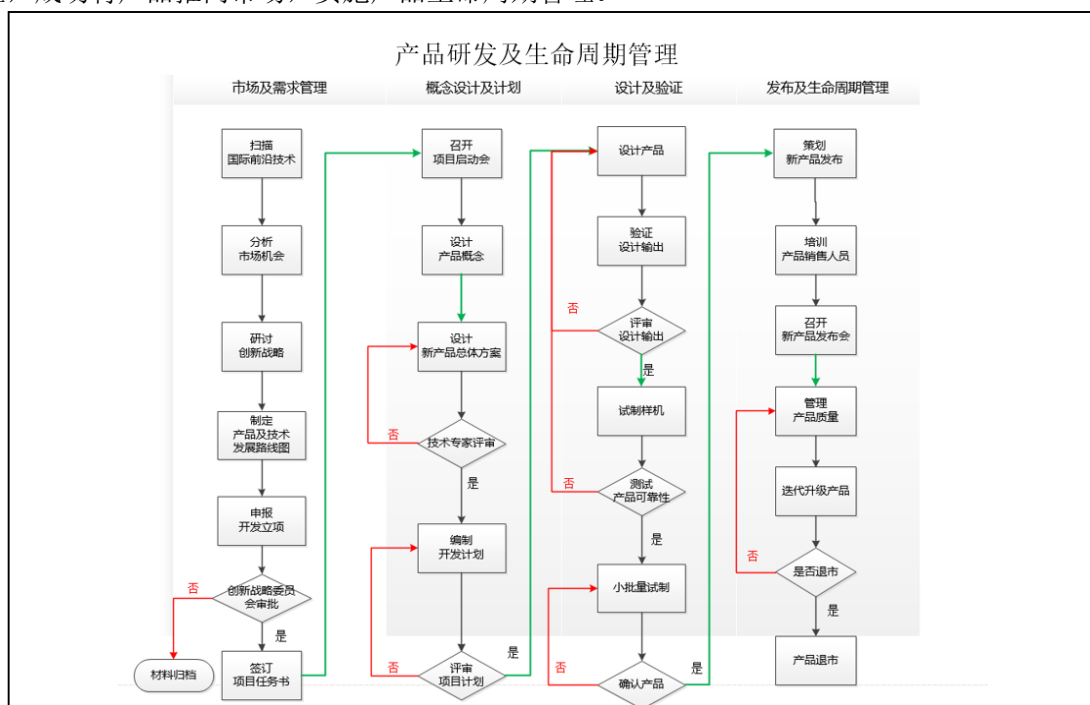 产品研发及生命周期管理
市场及需求管理
概念设计及计划
设计及验证
发布及生命周期管理
扫描
国际前沿技术
分析
市场机会
研讨
创新战略
制定
产品及技术
发展路线图
申报
开发立项
否
创新战略委员
会审批
是
材料归档
签订
项目任务书
召开
项目启动会
设计
产品概念
设计
新产品总体方案
否
技术专家评审
是
编制
开发计划
否
评审
项目计划
是
设计产品
验证
设计输出
否
评审
设计输出
是
试制样机
否
测试
产品可靠性
是
小批量试制
否
确认产品
是
策划
新产品发布
培训
产品销售人员
召开
新产品发布会
管理
产品质量
迭代升级产品
否
是否退市
是
产品退市